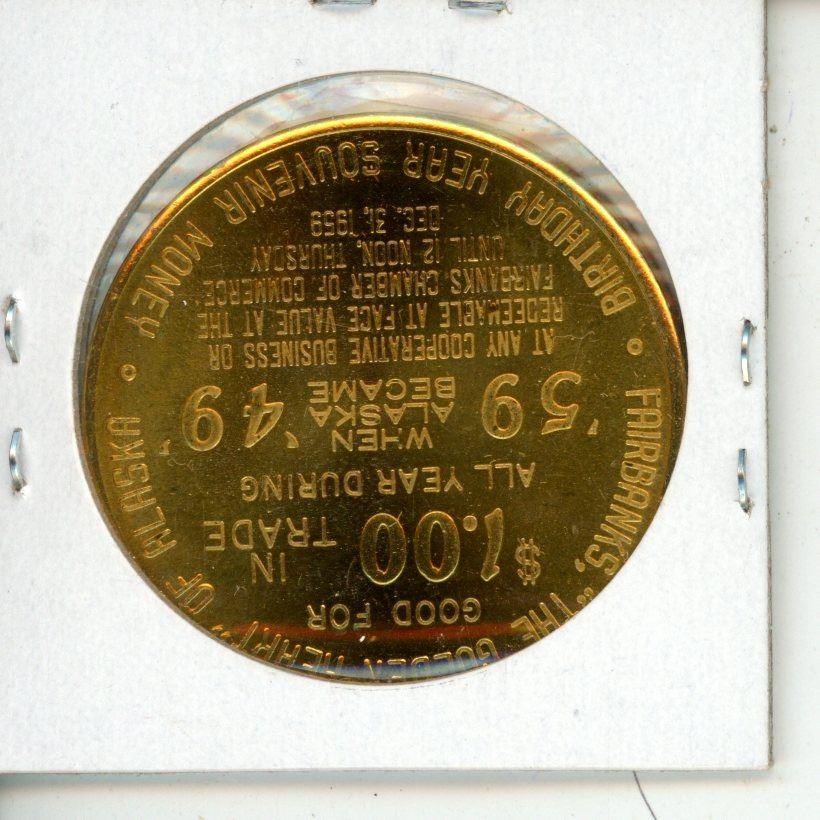 FAIRBANKS, "THE GOLDEN HEART" OF ALASKA
GOOD FOR
$1.00 IN TRADE
ALL YEAR DURING
'59 WHEN ALASKA BECAME '49
AT ANY COOPERATIVE BUSINESS OR
REDEEMABLE AT FACE VALUE AT THE
FAIRBANKS CHAMBER OF COMMERCE
UNTIL 12 NOON, THURSDAY
DEC. 31, 1959
BIRTHDAY YEAR SOUVENIR MONEY